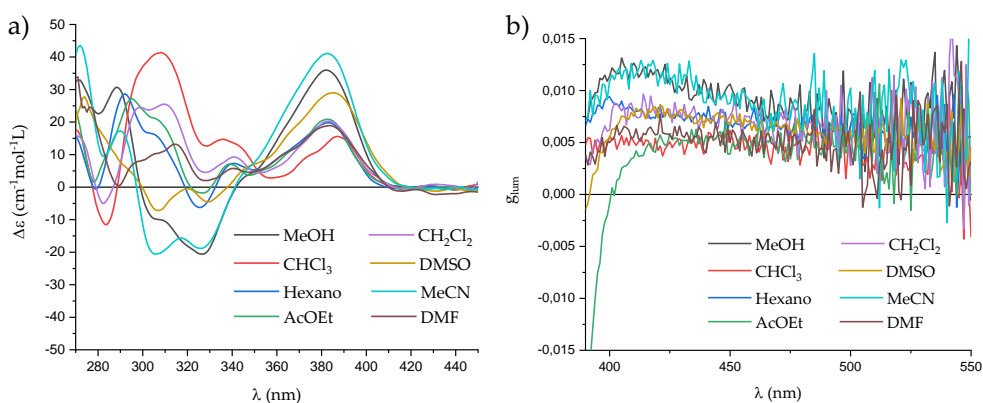 a)
Δε (cm⁻¹mol⁻¹L)
50
40
30
20
10
0
-10
-20
-30
-40
-50
280 300 320 340 360 380 400 420 440
λ (nm)
MeOH CH₂Cl₂
CHCl₃ DMSO
Hexano MeCN
AcOEt DMF
b)
g_lum
0,015
0,010
0,005
0,000
-0,005
-0,010
-0,015
400 450 500 550
λ (nm)
MeOH CH₂Cl₂
CHCl₃ DMSO
Hexano MeCN
AcOEt DMF